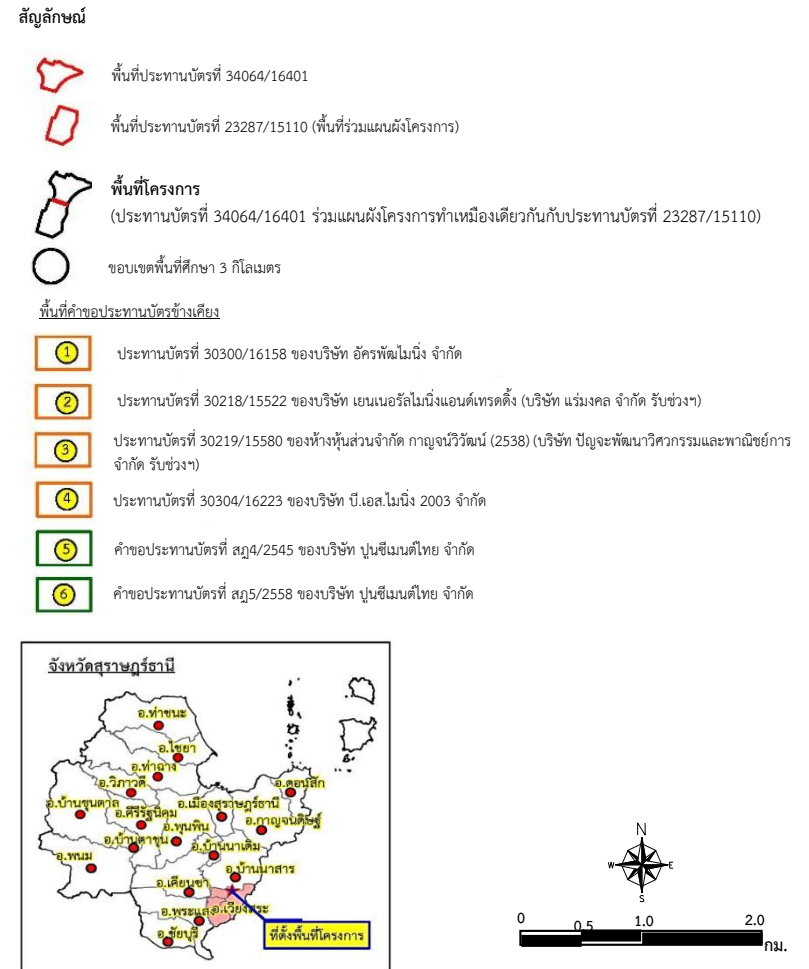 สัญลักษณ์
พื้นที่ประทานบัตรที่ 34064/16401
พื้นที่ประทานบัตรที่ 23287/15110 (พื้นที่ร่วมแผนผังโครงการ)
พื้นที่โครงการ
(ประทานบัตรที่ 34064/16401 ร่วมแผนผังโครงการทำเหมืองเดียวกันกับประทานบัตรที่ 23287/15110)
ขอบเขตพื้นที่ศึกษา 3 กิโลเมตร
พื้นที่คำขอประทานบัตรข้างเคียง
1 ประทานบัตรที่ 30300/16158 ของบริษัท อัครพัฒไมนิ่ง จำกัด
2 ประทานบัตรที่ 30218/15522 ของบริษัท เยนเนอรัลไมนิ่งแอนด์เทรดดิ้ง (บริษัท แร่มงคล จำกัด รับช่วงฯ)
3 ประทานบัตรที่ 30219/15580 ของห้างหุ้นส่วนจำกัด กาญจน์วิวัฒน์ (2538) (บริษัท ปัญจะพัฒนาวิศวกรรมและพาณิชย์การ
จำกัด รับช่วงฯ)
4 ประทานบัตรที่ 30304/16223 ของบริษัท บี.เอส.ไมนิ่ง 2003 จำกัด
5 คำขอประทานบัตรที่ สฎ4/2545 ของบริษัท ปูนซีเมนต์ไทย จำกัด
6 คำขอประทานบัตรที่ สฎ5/2558 ของบริษัท ปูนซีเมนต์ไทย จำกัด
จังหวัดสุราษฎร์ธานี
อ.ท่าชนะ
อ.ไชยา
อ.ท่าฉาง
อ.วิภาวดี
อ.ดอนสัก
อ.บ้านขุนตาล
อ.คีรีรัฐนิคม
อ.เมืองสุราษฎร์ธานี
อ.พุนพิน
อ.กาญจนดิษฐ์
อ.บ้านตาขุน
อ.บ้านนาเดิม
อ.พนม
อ.บ้านนาสาร
อ.เคียนซา
อ.พระแสง
อ.เวียงสระ
อ.ชัยบุรี
ที่ตั้งพื้นที่โครงการ
N
W E
S
0 0.5 1.0 2.0
กม.